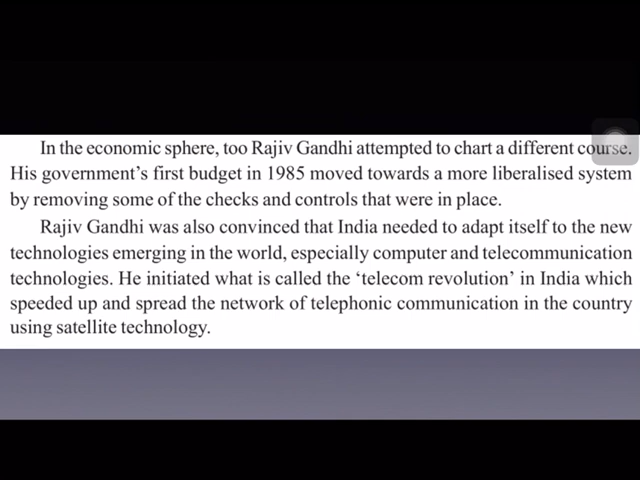 In the economic sphere, too Rajiv Gandhi attempted to chart a different course.
His government's first budget in 1985 moved towards a more liberalised system
by removing some of the checks and controls that were in place.
Rajiv Gandhi was also convinced that India needed to adapt itself to the new
technologies emerging in the world, especially computer and telecommunication
technologies. He initiated what is called the ‘telecom revolution’ in India which
speeded up and spread the network of telephonic communication in the country
using satellite technology.